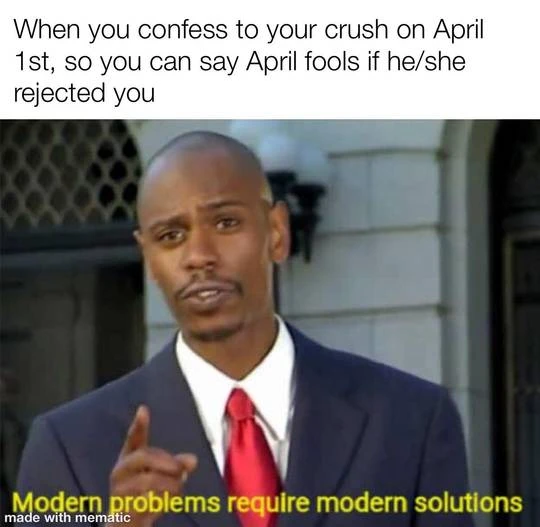 When you confess to your crush on April
1st, so you can say April fools if he/she
rejected you
Modern problems require modern solutions
made with mematic